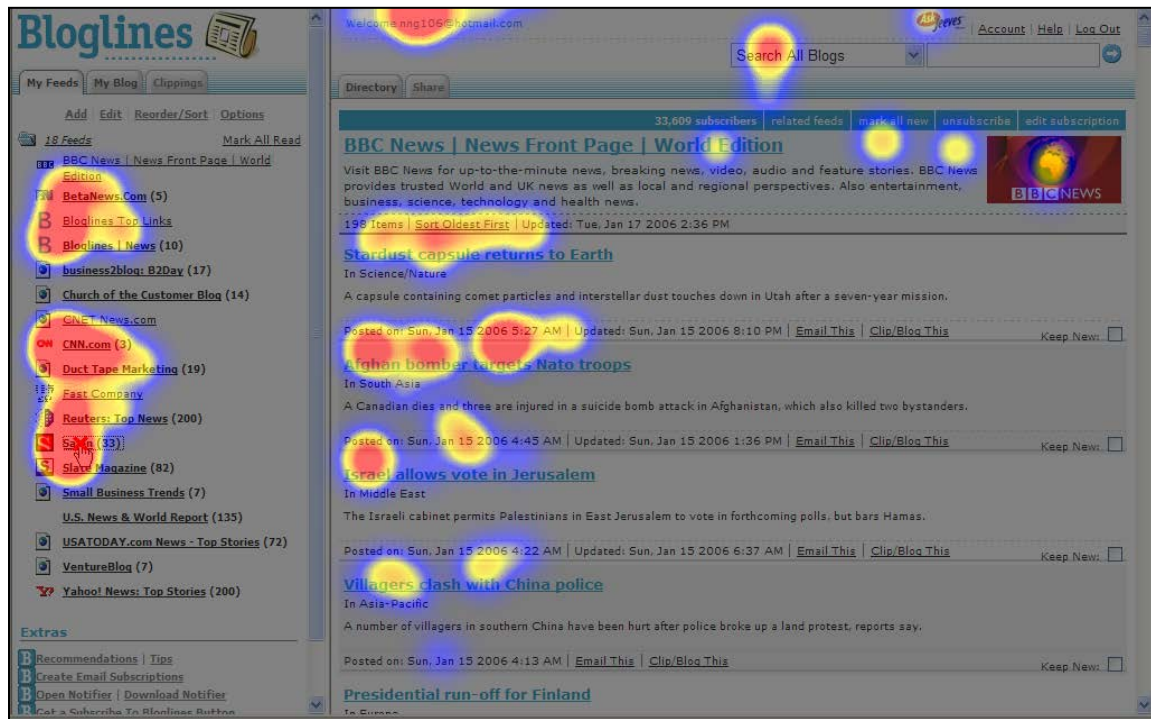 Bloglines
My Feeds My Blog Clippings
Add | Edit | Reorder/Sort | Options
18 Feeds Mark All Read
BBC BBC News | News Front Page | World
Edition
BetaNews.Com (5)
B Bloglines Top Links
B Bloglines | News (10)
business2blog: B2Day (17)
Church of the Customer Blog (14)
CNET News.com
CNN CNN.com (3)
Duct Tape Marketing (19)
Fast Company
Reuters: Top News (200)
Salon (33)
S Slate Magazine (82)
Small Business Trends (7)
U.S. News & World Report (135)
USATODAY.com News - Top Stories (72)
VentureBlog (7)
Y? Yahoo! News: Top Stories (200)
Extras
B Recommendations | Tips
B Create Email Subscriptions
B Open Notifier | Download Notifier
B Get a Subscribe To Bloglines Button
Welcome nng106@hotmail.com
Ask Jeeves | Account | Help | Log Out
Search All Blogs
Directory Share
33,609 subscribers | related feeds | mark all new | unsubscribe | edit subscription
BBC News | News Front Page | World Edition
Visit BBC News for up-to-the-minute news, breaking news, video, audio and feature stories. BBC News
provides trusted World and UK news as well as local and regional perspectives. Also entertainment,
business, science, technology and health news.
BBC NEWS
198 Items | Sort Oldest First | Updated: Tue, Jan 17 2006 2:36 PM
Stardust capsule returns to Earth
In Science/Nature
A capsule containing comet particles and interstellar dust touches down in Utah after a seven-year mission.
Posted on: Sun, Jan 15 2006 5:27 AM | Updated: Sun, Jan 15 2006 8:10 PM | Email This | Clip/Blog This Keep New:
Afghan bomber targets Nato troops
In South Asia
A Canadian dies and three are injured in a suicide bomb attack in Afghanistan, which also killed two bystanders.
Posted on: Sun, Jan 15 2006 4:45 AM | Updated: Sun, Jan 15 2006 1:36 PM | Email This | Clip/Blog This Keep New:
Israel allows vote in Jerusalem
In Middle East
The Israeli cabinet permits Palestinians in East Jerusalem to vote in forthcoming polls, but bars Hamas.
Posted on: Sun, Jan 15 2006 4:22 AM | Updated: Sun, Jan 15 2006 6:37 AM | Email This | Clip/Blog This Keep New:
Villagers clash with China police
In Asia-Pacific
A number of villagers in southern China have been hurt after police broke up a land protest, reports say.
Posted on: Sun, Jan 15 2006 4:13 AM | Email This | Clip/Blog This Keep New:
Presidential run-off for Finland
In Europe